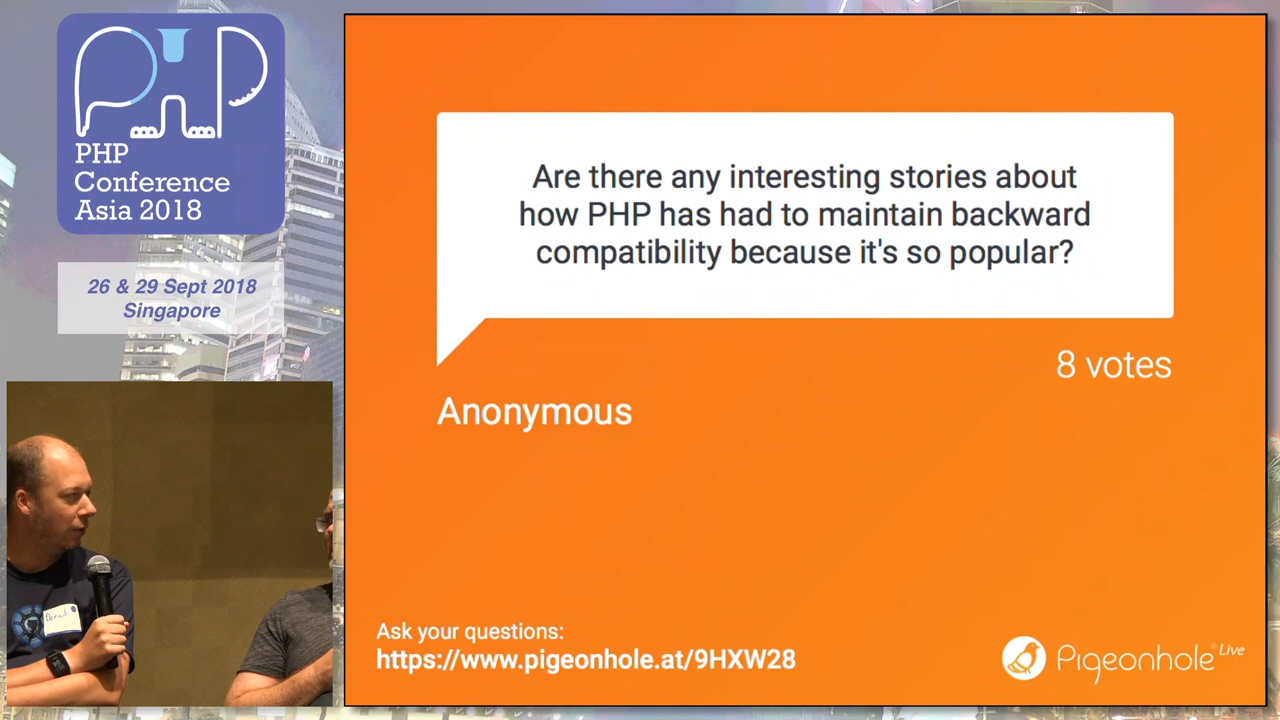 PHP
PHP
Conference
Asia 2018
26 & 29 Sept 2018
Singapore
Are there any interesting stories about
how PHP has had to maintain backward
compatibility because it's so popular?
8 votes
Anonymous
Ask your questions:
https://www.pigeonhole.at/9HXW28
Pigeonhole Live